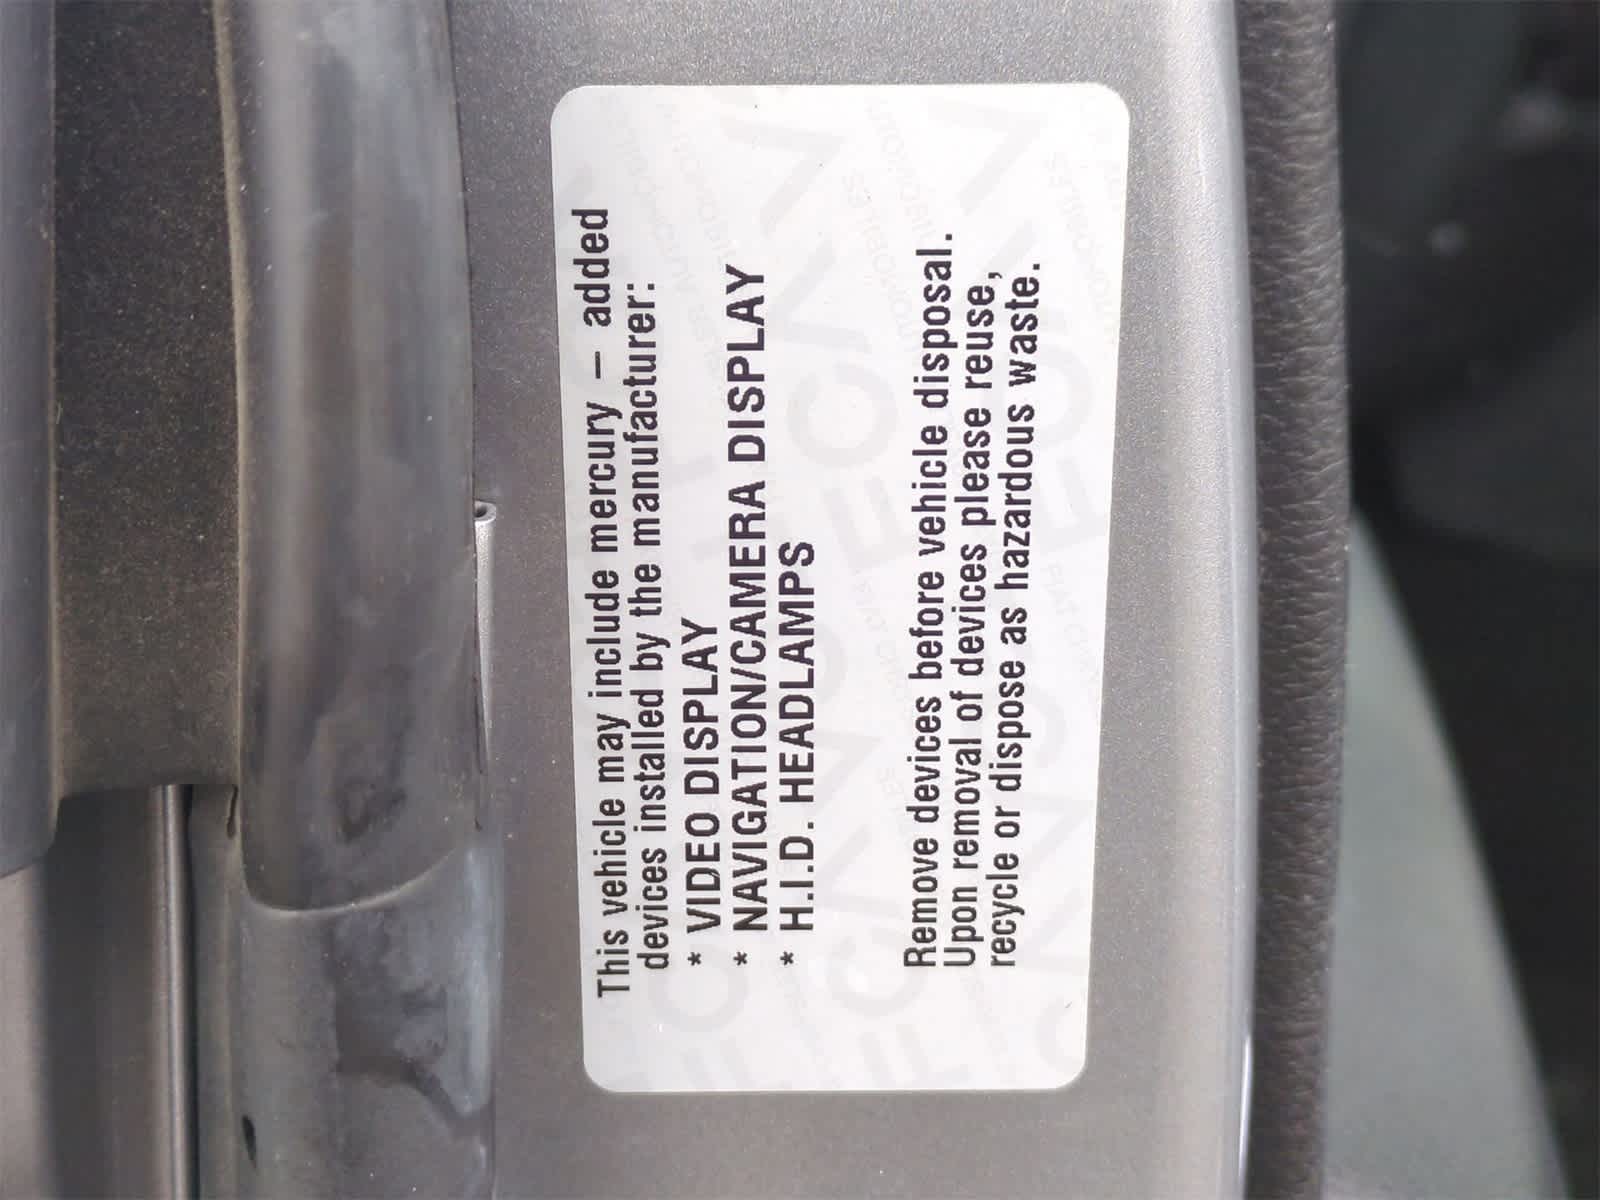 This vehicle may include mercury – added
devices installed by the manufacturer:
* VIDEO DISPLAY
* NAVIGATION/CAMERA DISPLAY
* H.I.D. HEADLAMPS
Remove devices before vehicle disposal.
Upon removal of devices please reuse,
recycle or dispose as hazardous waste.